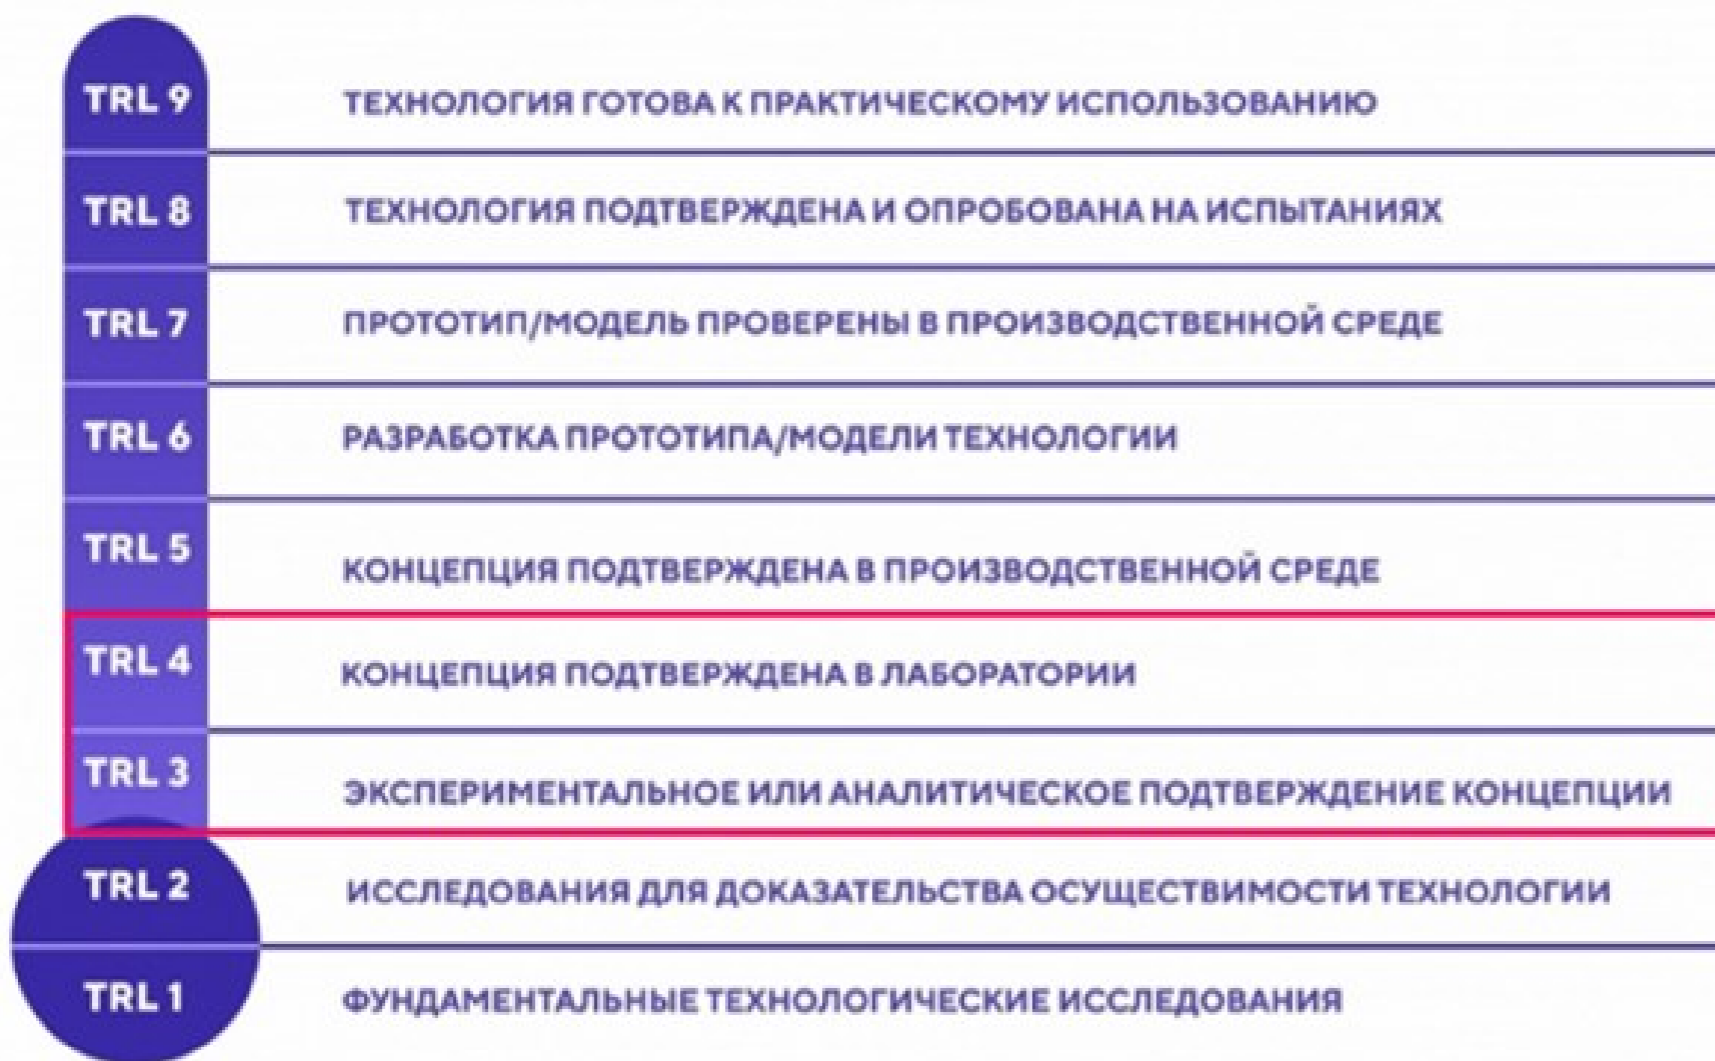 TRL 9 ТЕХНОЛОГИЯ ГОТОВА К ПРАКТИЧЕСКОМУ ИСПОЛЬЗОВАНИЮ
TRL 8 ТЕХНОЛОГИЯ ПОДТВЕРЖДЕНА И ОПРОБОВАНА НА ИСПЫТАНИЯХ
TRL 7 ПРОТОТИП/МОДЕЛЬ ПРОВЕРЕНЫ В ПРОИЗВОДСТВЕННОЙ СРЕДЕ
TRL 6 РАЗРАБОТКА ПРОТОТИПА/МОДЕЛИ ТЕХНОЛОГИИ
TRL 5 КОНЦЕПЦИЯ ПОДТВЕРЖДЕНА В ПРОИЗВОДСТВЕННОЙ СРЕДЕ
TRL 4 КОНЦЕПЦИЯ ПОДТВЕРЖДЕНА В ЛАБОРАТОРИИ
TRL 3 ЭКСПЕРИМЕНТАЛЬНОЕ ИЛИ АНАЛИТИЧЕСКОЕ ПОДТВЕРЖДЕНИЕ КОНЦЕПЦИИ
TRL 2 ИССЛЕДОВАНИЯ ДЛЯ ДОКАЗАТЕЛЬСТВА ОСУЩЕСТВИМОСТИ ТЕХНОЛОГИИ
TRL 1 ФУНДАМЕНТАЛЬНЫЕ ТЕХНОЛОГИЧЕСКИЕ ИССЛЕДОВАНИЯ